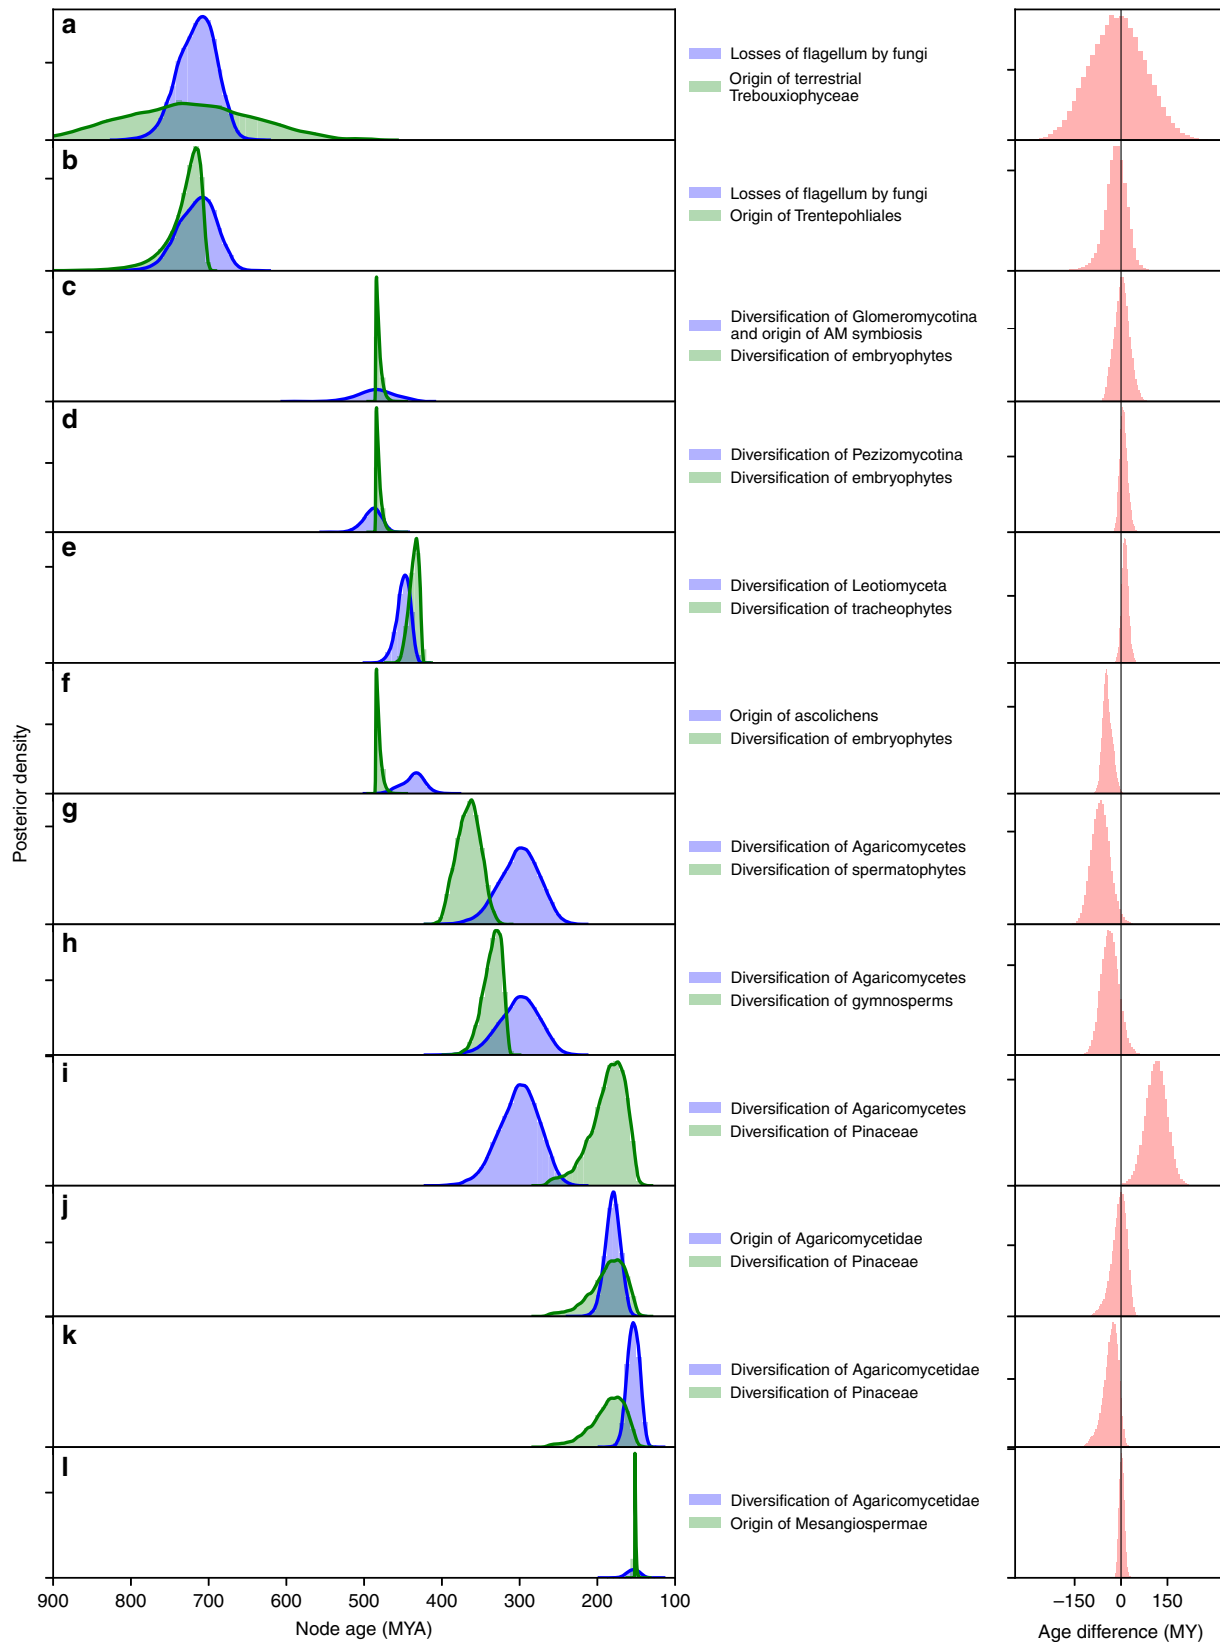 a
Losses of flagellum by fungi
Origin of terrestrial
Trebouxiophyceae
b
Losses of flagellum by fungi
Origin of Trentepohliales
c
Diversification of Glomeromycotina
and origin of AM symbiosis
Diversification of embryophytes
d
Diversification of Pezizomycotina
Diversification of embryophytes
e
Diversification of Leotiomyceta
Diversification of tracheophytes
f
Origin of ascolichens
Diversification of embryophytes
g
Diversification of Agaricomycetes
Diversification of spermatophytes
h
Diversification of Agaricomycetes
Diversification of gymnosperms
i
Diversification of Agaricomycetes
Diversification of Pinaceae
j
Origin of Agaricomycetidae
Diversification of Pinaceae
k
Diversification of Agaricomycetidae
Diversification of Pinaceae
l
Diversification of Agaricomycetidae
Origin of Mesangiospermae
Posterior density
900 800 700 600 500 400 300 200 100
Node age (MYA)
−150 0 150
Age difference (MY)